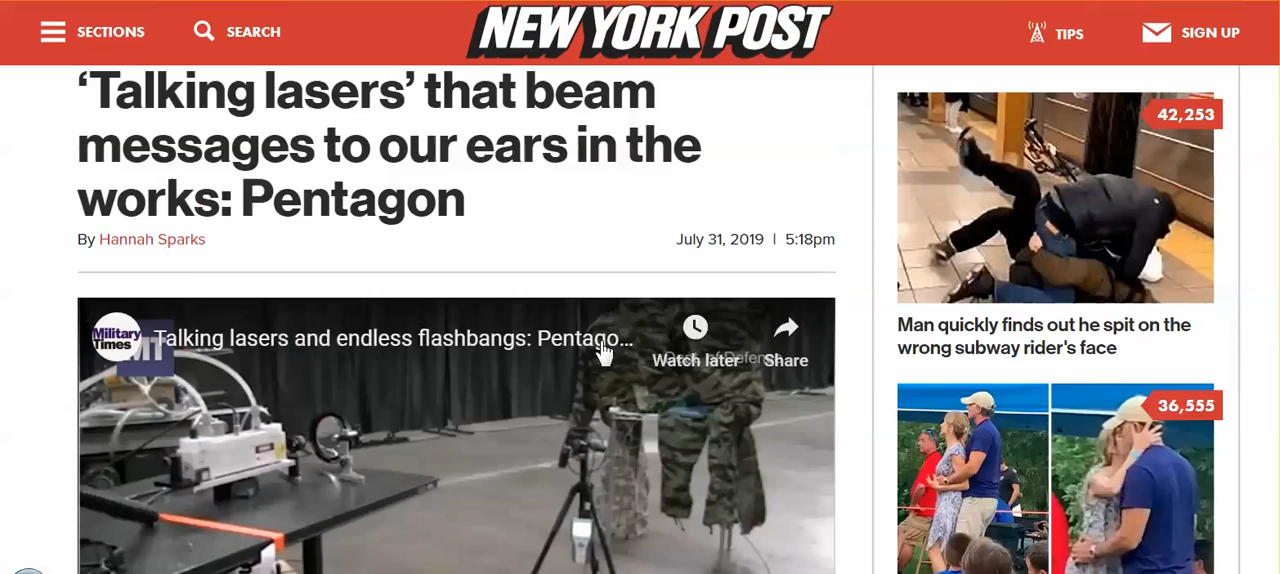 SECTIONS
SEARCH
NEW YORK POST
TIPS
SIGN UP
‘Talking lasers’ that beam
messages to our ears in the
works: Pentagon
By Hannah Sparks
July 31, 2019 | 5:18pm
Military
Times
MT
Talking lasers and endless flashbangs: Pentago...
Watch later
Share
42,253
Man quickly finds out he spit on the
wrong subway rider's face
36,555